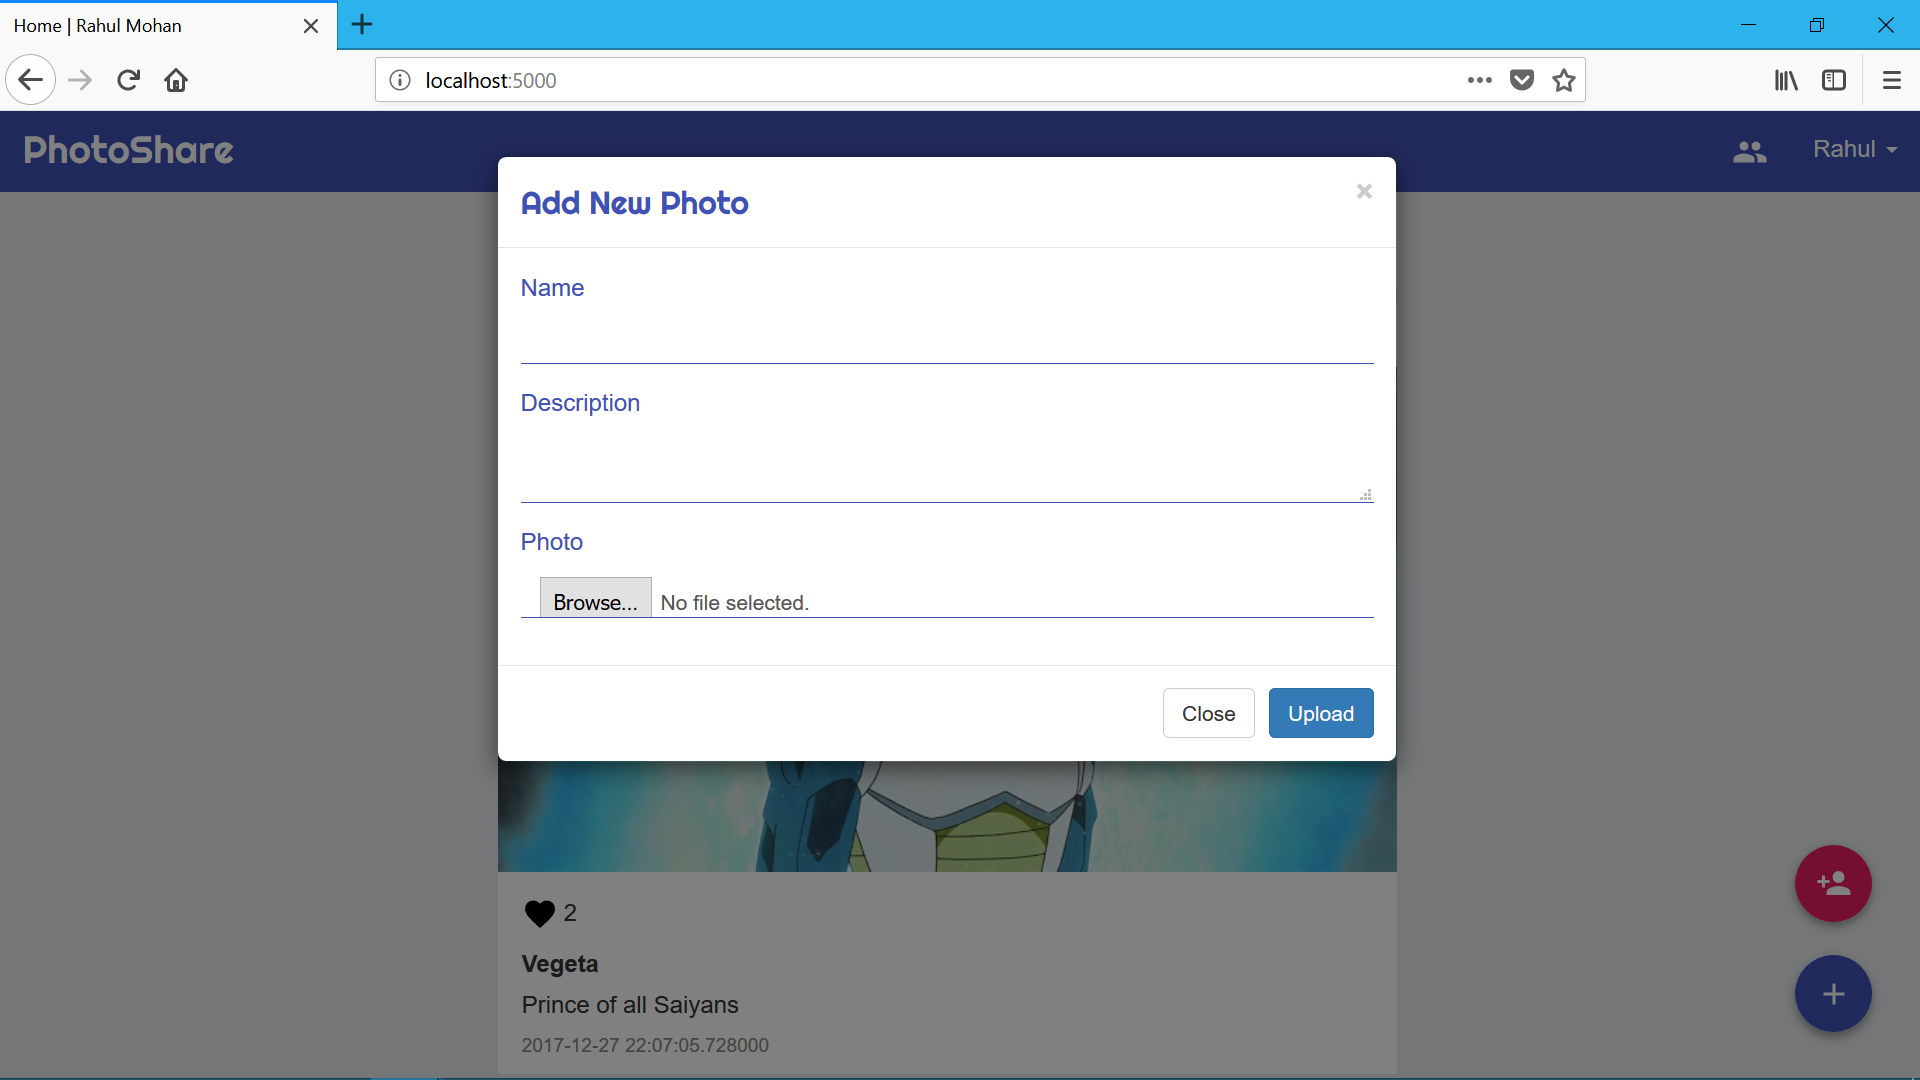 Home | Rahul Mohan
localhost:5000
PhotoShare
Rahul
Add New Photo
×
Name
Description
Photo
Browse... No file selected.
Close Upload
2
Vegeta
Prince of all Saiyans
2017-12-27 22:07:05.728000